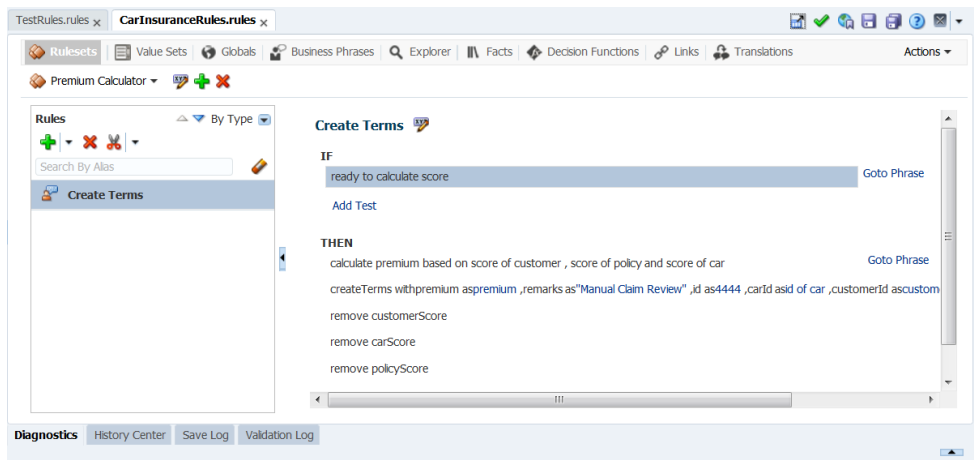 TestRules.rules x CarInsuranceRules.rules x
Rulesets Value Sets Globals Business Phrases Explorer Facts Decision Functions Links Translations Actions
Premium Calculator
Rules By Type
Search By Alias
Create Terms
Create Terms
IF
ready to calculate score Goto Phrase
Add Test
THEN
calculate premium based on score of customer , score of policy and score of car Goto Phrase
createTerms withpremium aspremium ,remarks as"Manual Claim Review" ,id as4444 ,carId asid of car ,customerId ascustom
remove customerScore
remove carScore
remove policyScore
Diagnostics History Center Save Log Validation Log